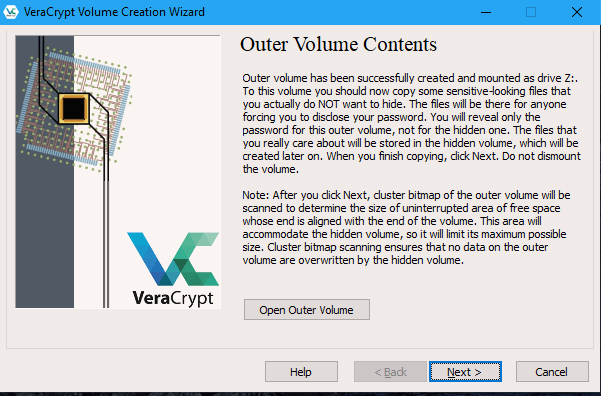 VeraCrypt Volume Creation Wizard
Outer Volume Contents
Outer volume has been successfully created and mounted as drive Z:.
To this volume you should now copy some sensitive-looking files that
you actually do NOT want to hide. The files will be there for anyone
forcing you to disclose your password. You will reveal only the
password for this outer volume, not for the hidden one. The files that
you really care about will be stored in the hidden volume, which will be
created later on. When you finish copying, click Next. Do not dismount
the volume.
Note: After you click Next, cluster bitmap of the outer volume will be
scanned to determine the size of uninterrupted area of free space
whose end is aligned with the end of the volume. This area will
accommodate the hidden volume, so it will limit its maximum possible
size. Cluster bitmap scanning ensures that no data on the outer
volume are overwritten by the hidden volume.
VeraCrypt
Open Outer Volume
Help
< Back
Next >
Cancel